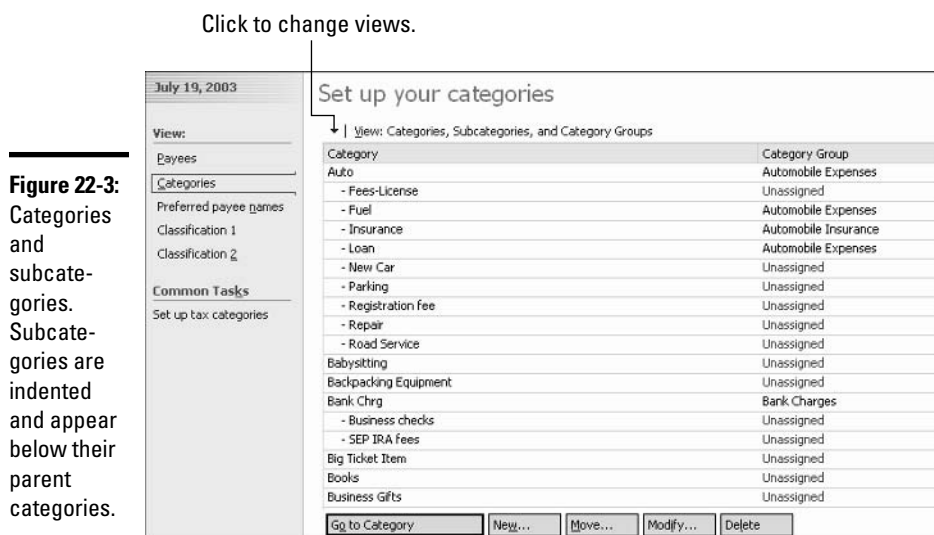 Click to change views.
Figure 22-3:
Categories
and
subcate-
gories.
Subcate-
gories are
indented
and appear
below their
parent
categories.
July 19, 2003
View:
Payees
Categories
Preferred payee names
Classification 1
Classification 2
Common Tasks
Set up tax categories
Set up your categories
View: Categories, Subcategories, and Category Groups
Category Category Group
Auto Automobile Expenses
- Fees-License Unassigned
- Fuel Automobile Expenses
- Insurance Automobile Insurance
- Loan Automobile Expenses
- New Car Unassigned
- Parking Unassigned
- Registration fee Unassigned
- Repair Unassigned
- Road Service Unassigned
Babysitting Unassigned
Backpacking Equipment Unassigned
Bank Chrg Bank Charges
- Business checks Unassigned
- SEP IRA fees Unassigned
Big Ticket Item Unassigned
Books Unassigned
Business Gifts Unassigned
Go to Category New... Move... Modify... Delete